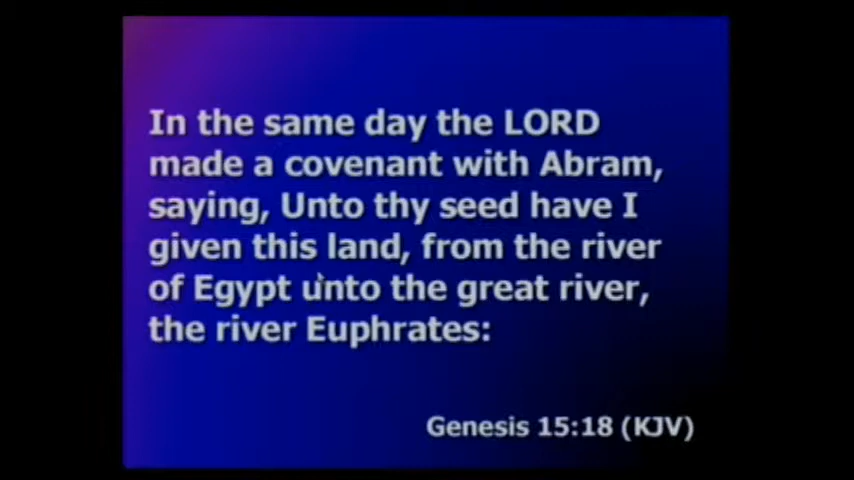 In the same day the LORD
made a covenant with Abram,
saying, Unto thy seed have I
given this land, from the river
of Egypt unto the great river,
the river Euphrates:
Genesis 15:18 (KJV)